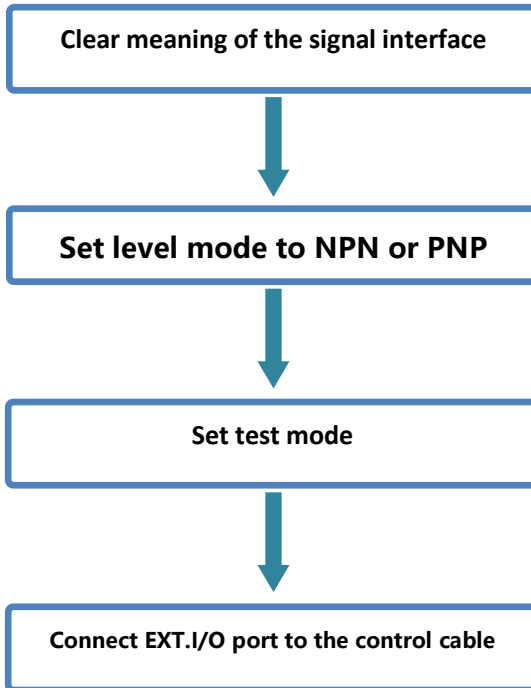 Clear meaning of the signal interface
Set level mode to NPN or PNP
Set test mode
Connect EXT.I/O port to the control cable